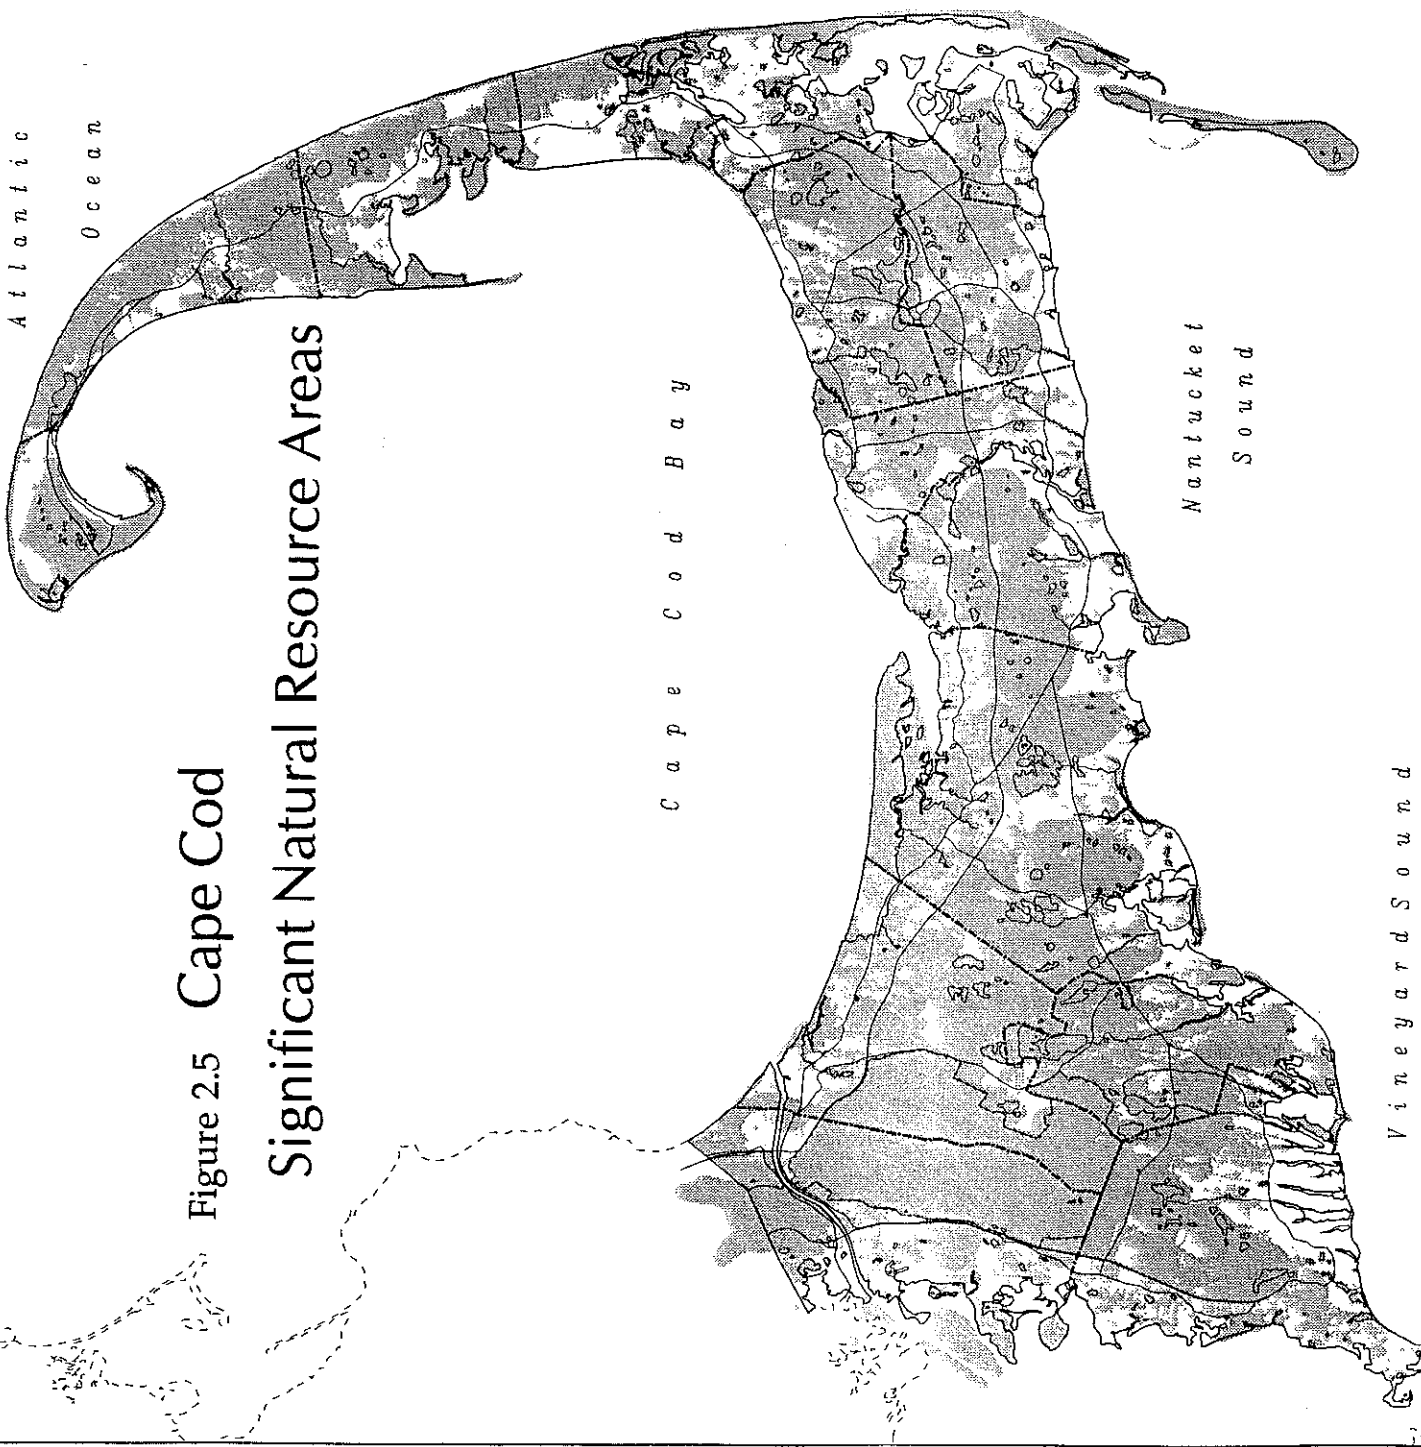 Figure 2.5 Cape Cod
Significant Natural Resource Areas
Atlantic
Ocean
Cape Cod Bay
Nantucket
Sound
Vineyard Sound